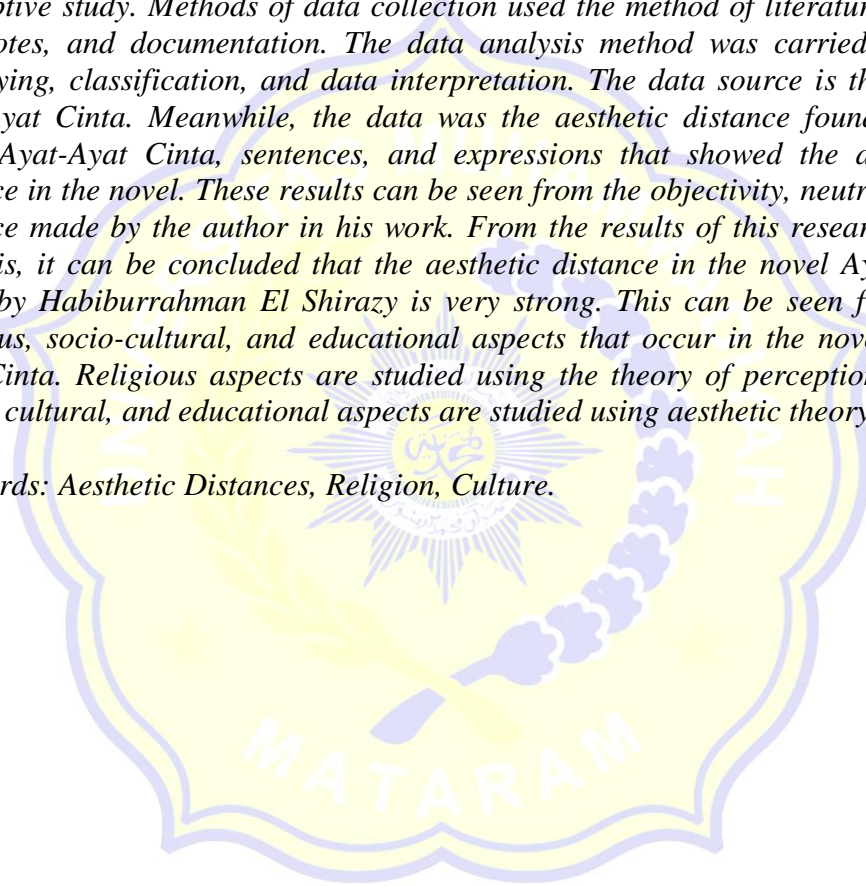 ptive study. Methods of data collection used the method of literatur
otes, and documentation. The data analysis method was carried
ying, classification, and data interpretation. The data source is th
yat Cinta. Meanwhile, the data was the aesthetic distance foun
Ayat-Ayat Cinta, sentences, and expressions that showed the a
ce in the novel. These results can be seen from the objectivity, neutr
ce made by the author in his work. From the results of this resear
is, it can be concluded that the aesthetic distance in the novel Ay
by Habiburrahman El Shirazy is very strong. This can be seen f
us, socio-cultural, and educational aspects that occur in the nove
Cinta. Religious aspects are studied using the theory of perception
cultural, and educational aspects are studied using aesthetic theory
rds: Aesthetic Distances, Religion, Culture.
UNIVERSITAS MUHAMMADIYAH
MATARAM